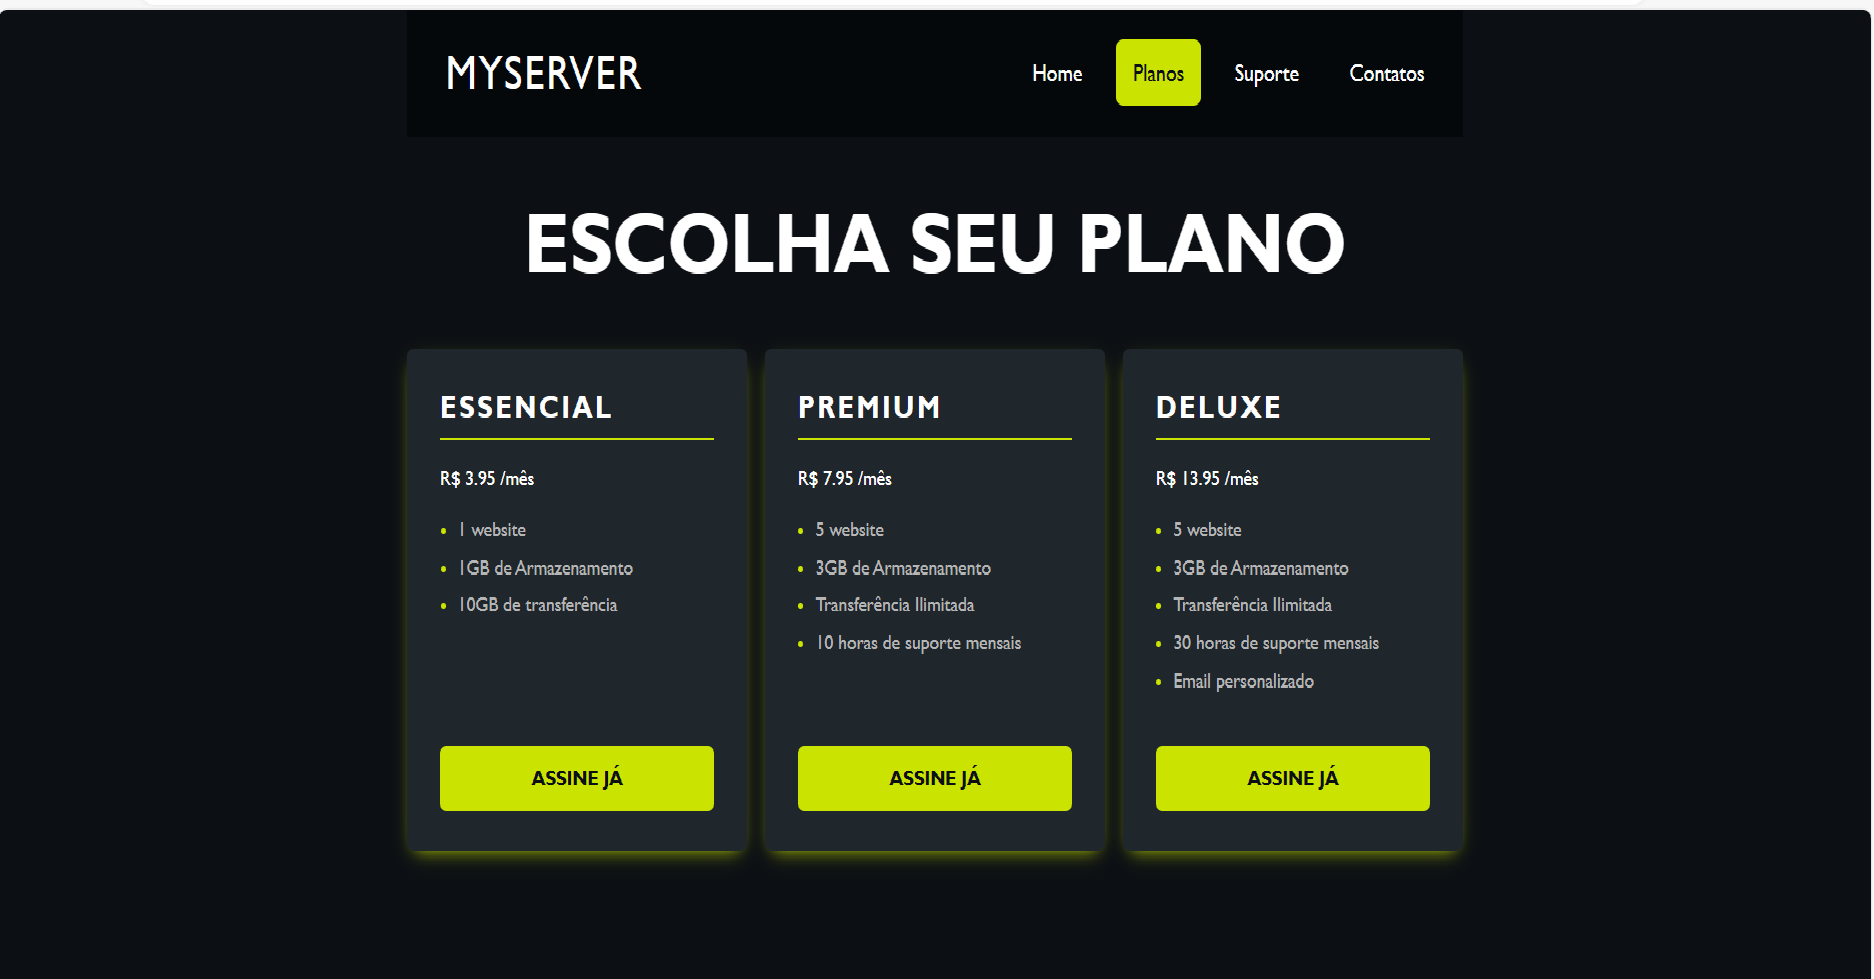 MYSERVER
Home Planos Suporte Contatos
ESCOLHA SEU PLANO
ESSENCIAL
R$ 3.95 /mês
1 website
1GB de Armazenamento
10GB de transferência
ASSINE JÁ
PREMIUM
R$ 7.95 /mês
5 website
3GB de Armazenamento
Transferência Ilimitada
10 horas de suporte mensais
ASSINE JÁ
DELUXE
R$ 13.95 /mês
5 website
3GB de Armazenamento
Transferência Ilimitada
30 horas de suporte mensais
Email personalizado
ASSINE JÁ